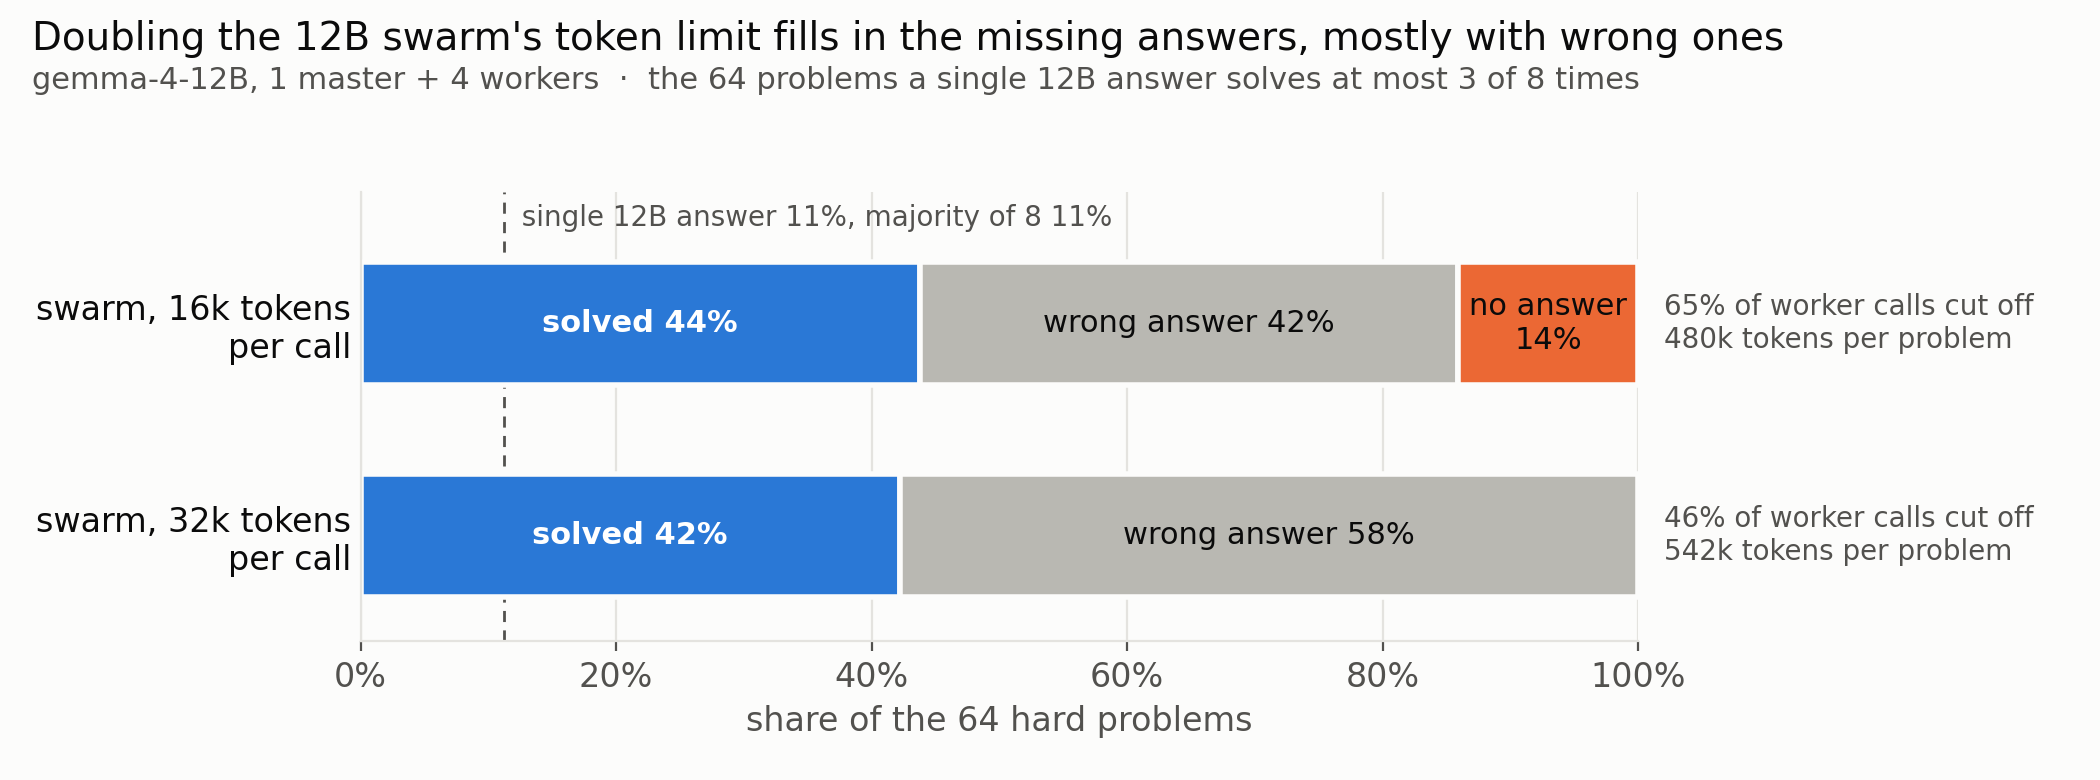 Doubling the 12B swarm's token limit fills in the missing answers, mostly with wrong ones
gemma-4-12B, 1 master + 4 workers · the 64 problems a single 12B answer solves at most 3 of 8 times
single 12B answer 11%, majority of 8 11%
swarm, 16k tokens
per call
solved 44%
wrong answer 42%
no answer
14%
65% of worker calls cut off
480k tokens per problem
swarm, 32k tokens
per call
solved 42%
wrong answer 58%
46% of worker calls cut off
542k tokens per problem
0% 20% 40% 60% 80% 100%
share of the 64 hard problems